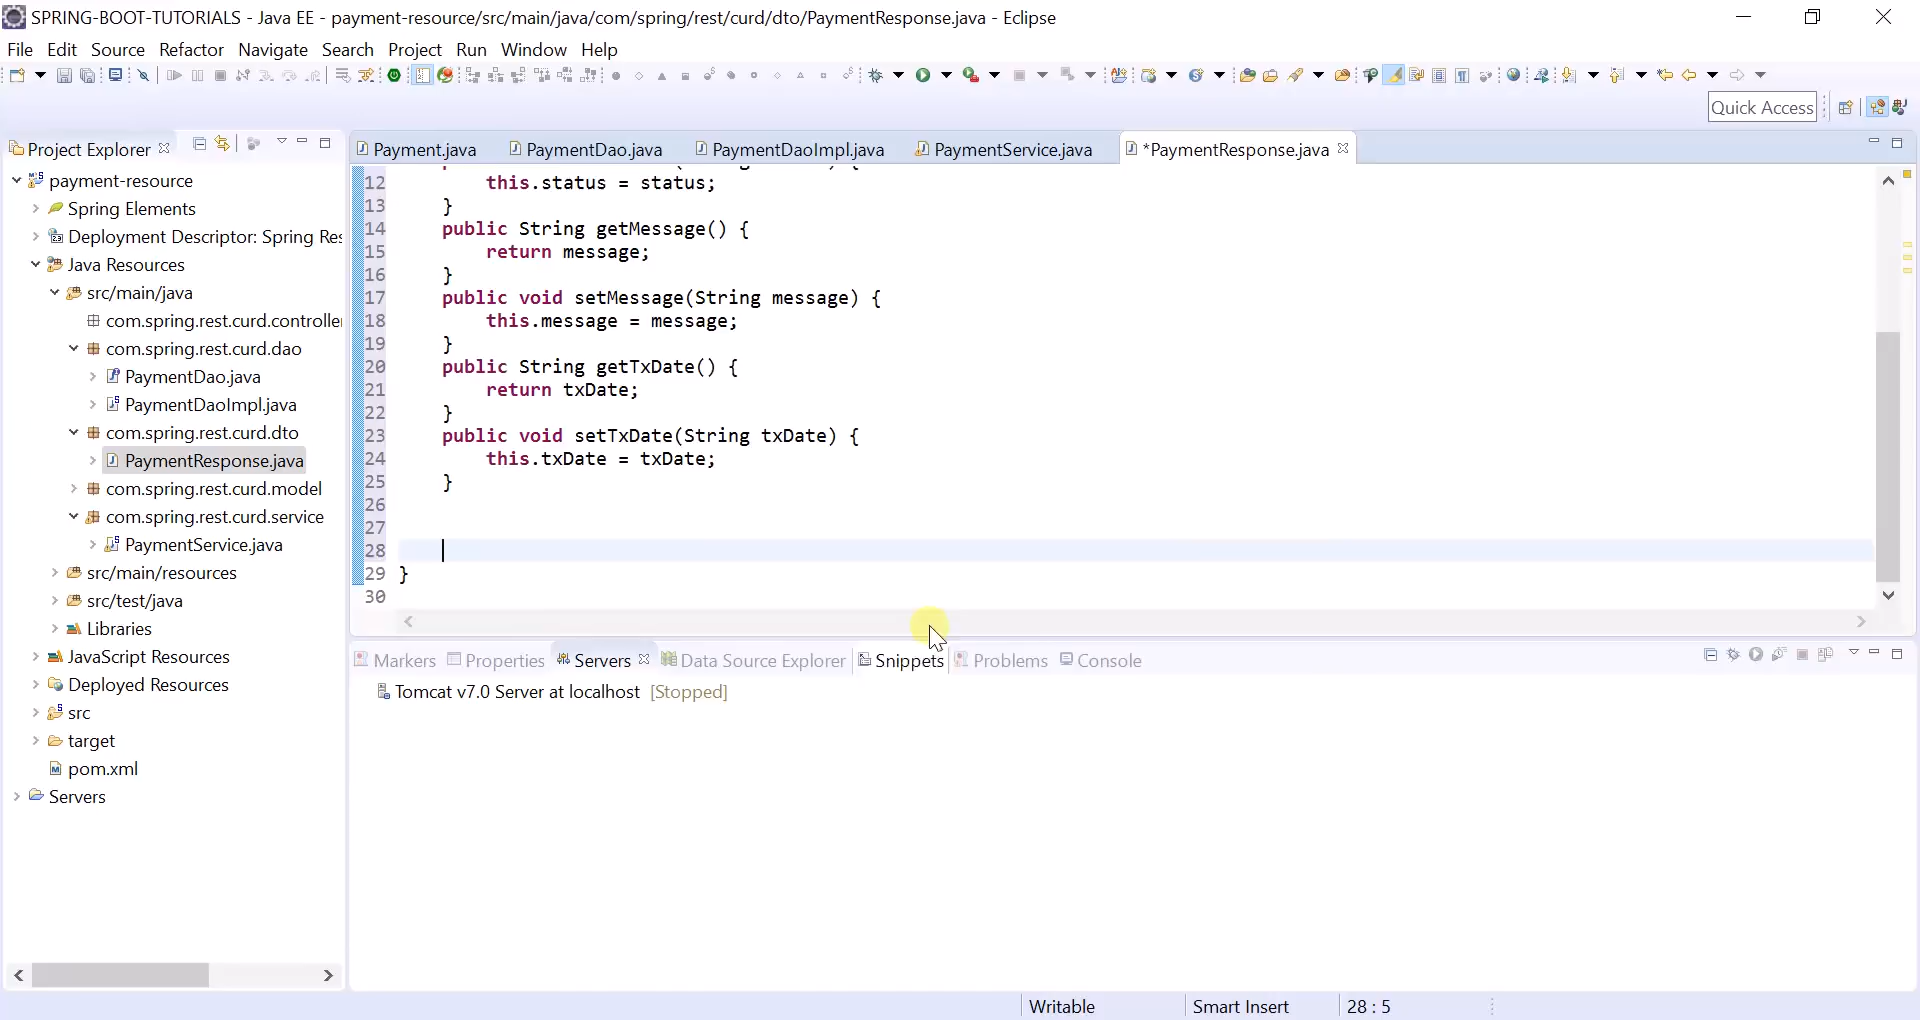 SPRING-BOOT-TUTORIALS - Java EE - payment-resource/src/main/java/com/spring/rest/curd/dto/PaymentResponse.java - Eclipse
File Edit Source Refactor Navigate Search Project Run Window Help
Quick Access
Project Explorer
payment-resource
Spring Elements
Deployment Descriptor: Spring Res
Java Resources
src/main/java
com.spring.rest.curd.controller
com.spring.rest.curd.dao
PaymentDao.java
PaymentDaoImpl.java
com.spring.rest.curd.dto
PaymentResponse.java
com.spring.rest.curd.model
com.spring.rest.curd.service
PaymentService.java
src/main/resources
src/test/java
Libraries
JavaScript Resources
Deployed Resources
src
target
pom.xml
Servers
Payment.java PaymentDao.java PaymentDaoImpl.java PaymentService.java *PaymentResponse.java
12 this.status = status;
13 }
14 public String getMessage() {
15 return message;
16 }
17 public void setMessage(String message) {
18 this.message = message;
19 }
20 public String getTxDate() {
21 return txDate;
22 }
23 public void setTxDate(String txDate) {
24 this.txDate = txDate;
25 }
26
27
28
29 }
30
Markers Properties Servers Data Source Explorer Snippets Problems Console
Tomcat v7.0 Server at localhost [Stopped]
Writable Smart Insert 28 : 5